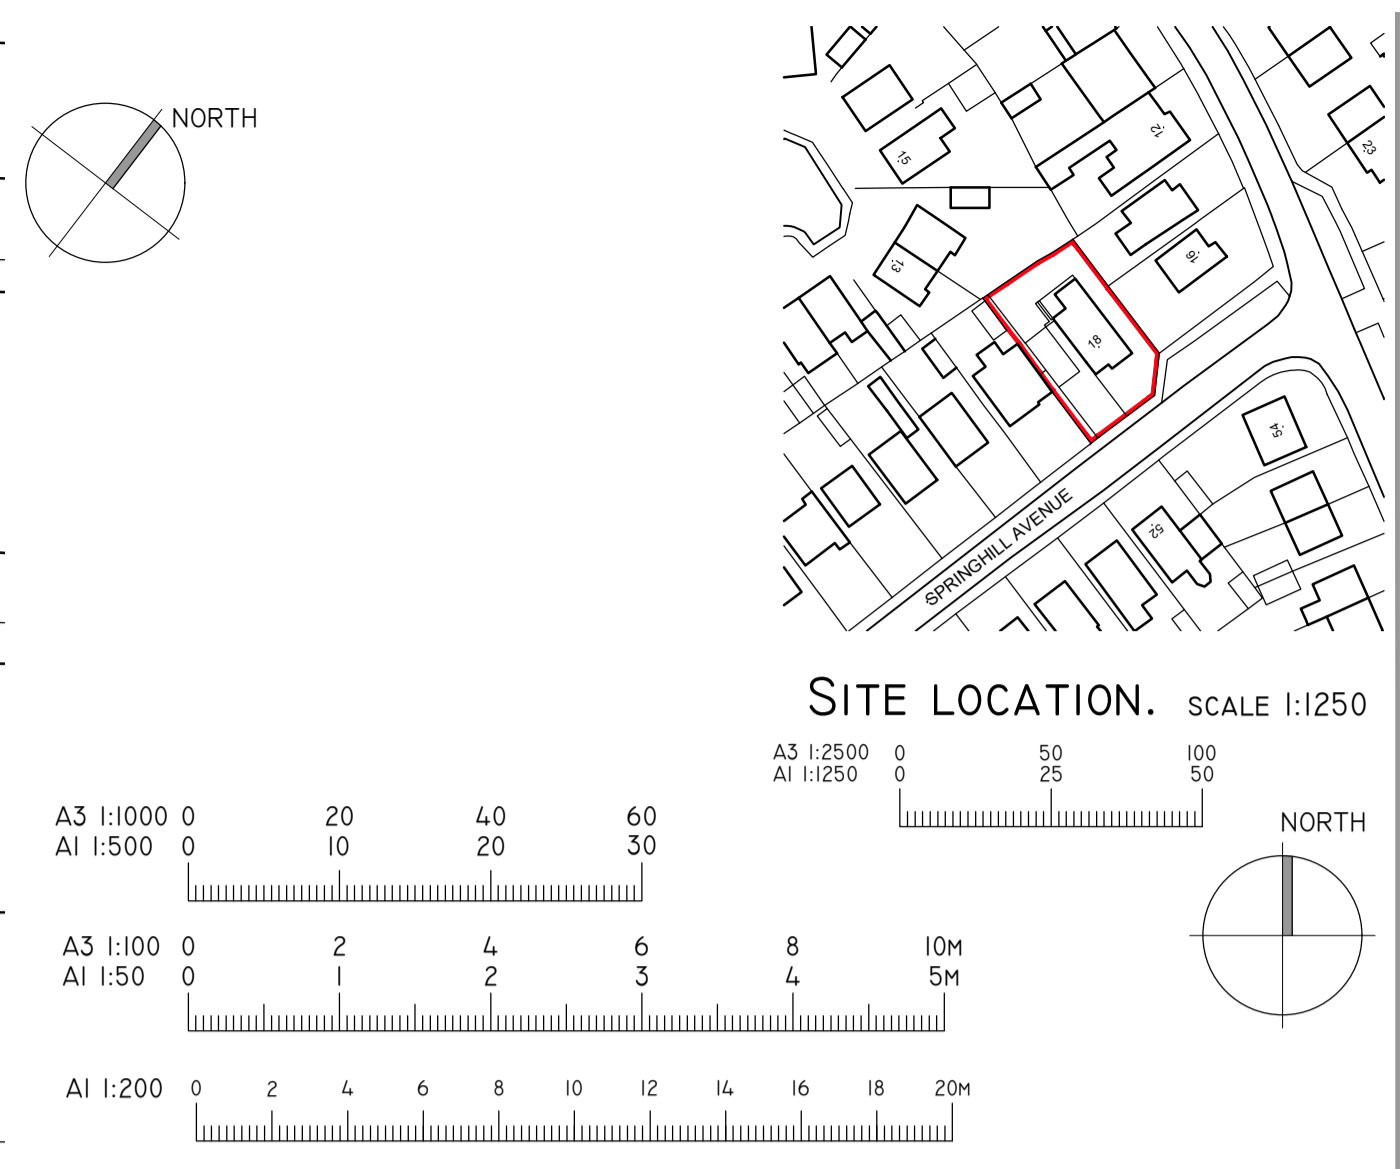 NORTH
12
15
23
13
16
18
54
52
SPRINGHILL AVENUE
SITE LOCATION. SCALE 1:1250
A3 1:2500 0 50 100
A1 1:1250 0 25 50
A3 1:1000 0 20 40 60
A1 1:500 0 10 20 30
NORTH
A3 1:100 0 2 4 6 8 10M
A1 1:50 0 1 2 3 4 5M
A1 1:200 0 2 4 6 8 10 12 14 16 18 20M